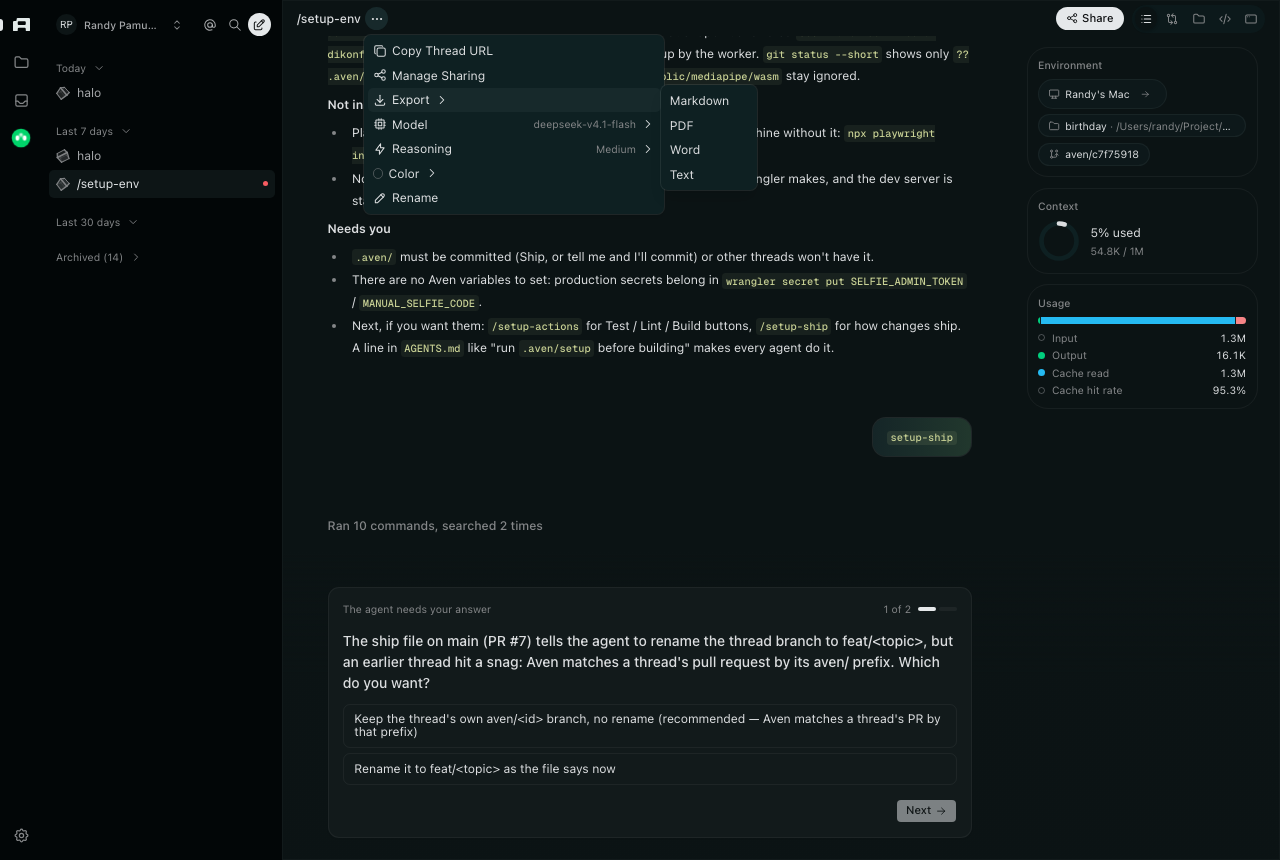 RP Randy Pamu...
Today
halo
Last 7 days
halo
/setup-env
Last 30 days
Archived (14)
/setup-env
Share
Copy Thread URL
Manage Sharing
Export
Model deepseek-v4.1-flash
Reasoning Medium
Color
Rename
Markdown
PDF
Word
Text
up by the worker. git status --short shows only ??
.aven/
lic/mediapipe/wasm stay ignored.
Not in
hine without it: npx playwright
in
No
ngler makes, and the dev server is
Needs you
.aven/ must be committed (Ship, or tell me and I'll commit) or other threads won't have it.
There are no Aven variables to set: production secrets belong in wrangler secret put SELFIE_ADMIN_TOKEN
/ MANUAL_SELFIE_CODE.
Next, if you want them: /setup-actions for Test / Lint / Build buttons, /setup-ship for how changes ship.
A line in AGENTS.md like "run .aven/setup before building" makes every agent do it.
setup-ship
Ran 10 commands, searched 2 times
The agent needs your answer
1 of 2
The ship file on main (PR #7) tells the agent to rename the thread branch to feat/<topic>, but
an earlier thread hit a snag: Aven matches a thread's pull request by its aven/ prefix. Which
do you want?
Keep the thread's own aven/<id> branch, no rename (recommended — Aven matches a thread's PR by
that prefix)
Rename it to feat/<topic> as the file says now
Next →
Environment
Randy's Mac →
birthday · /Users/randy/Project/...
aven/c7f75918
Context
5% used
54.8K / 1M
Usage
Input 1.3M
Output 16.1K
Cache read 1.3M
Cache hit rate 95.3%